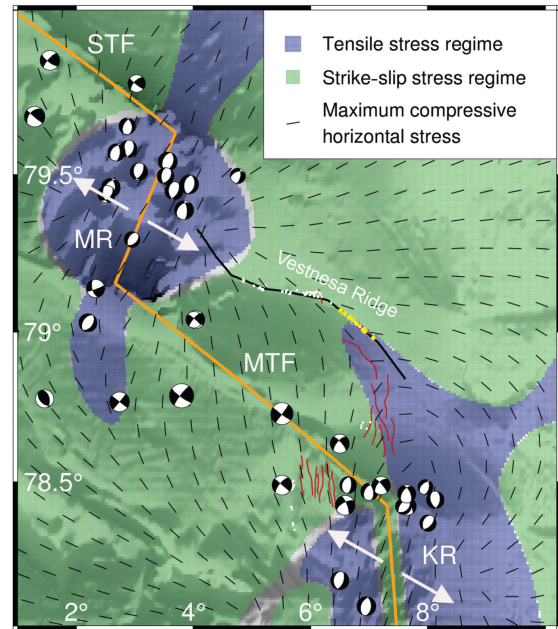 STF
Tensile stress regime
Strike-slip stress regime
Maximum compressive
horizontal stress
79.5°
MR
Vestnesa Ridge
79°
MTF
78.5°
KR
2°
4°
6°
8°